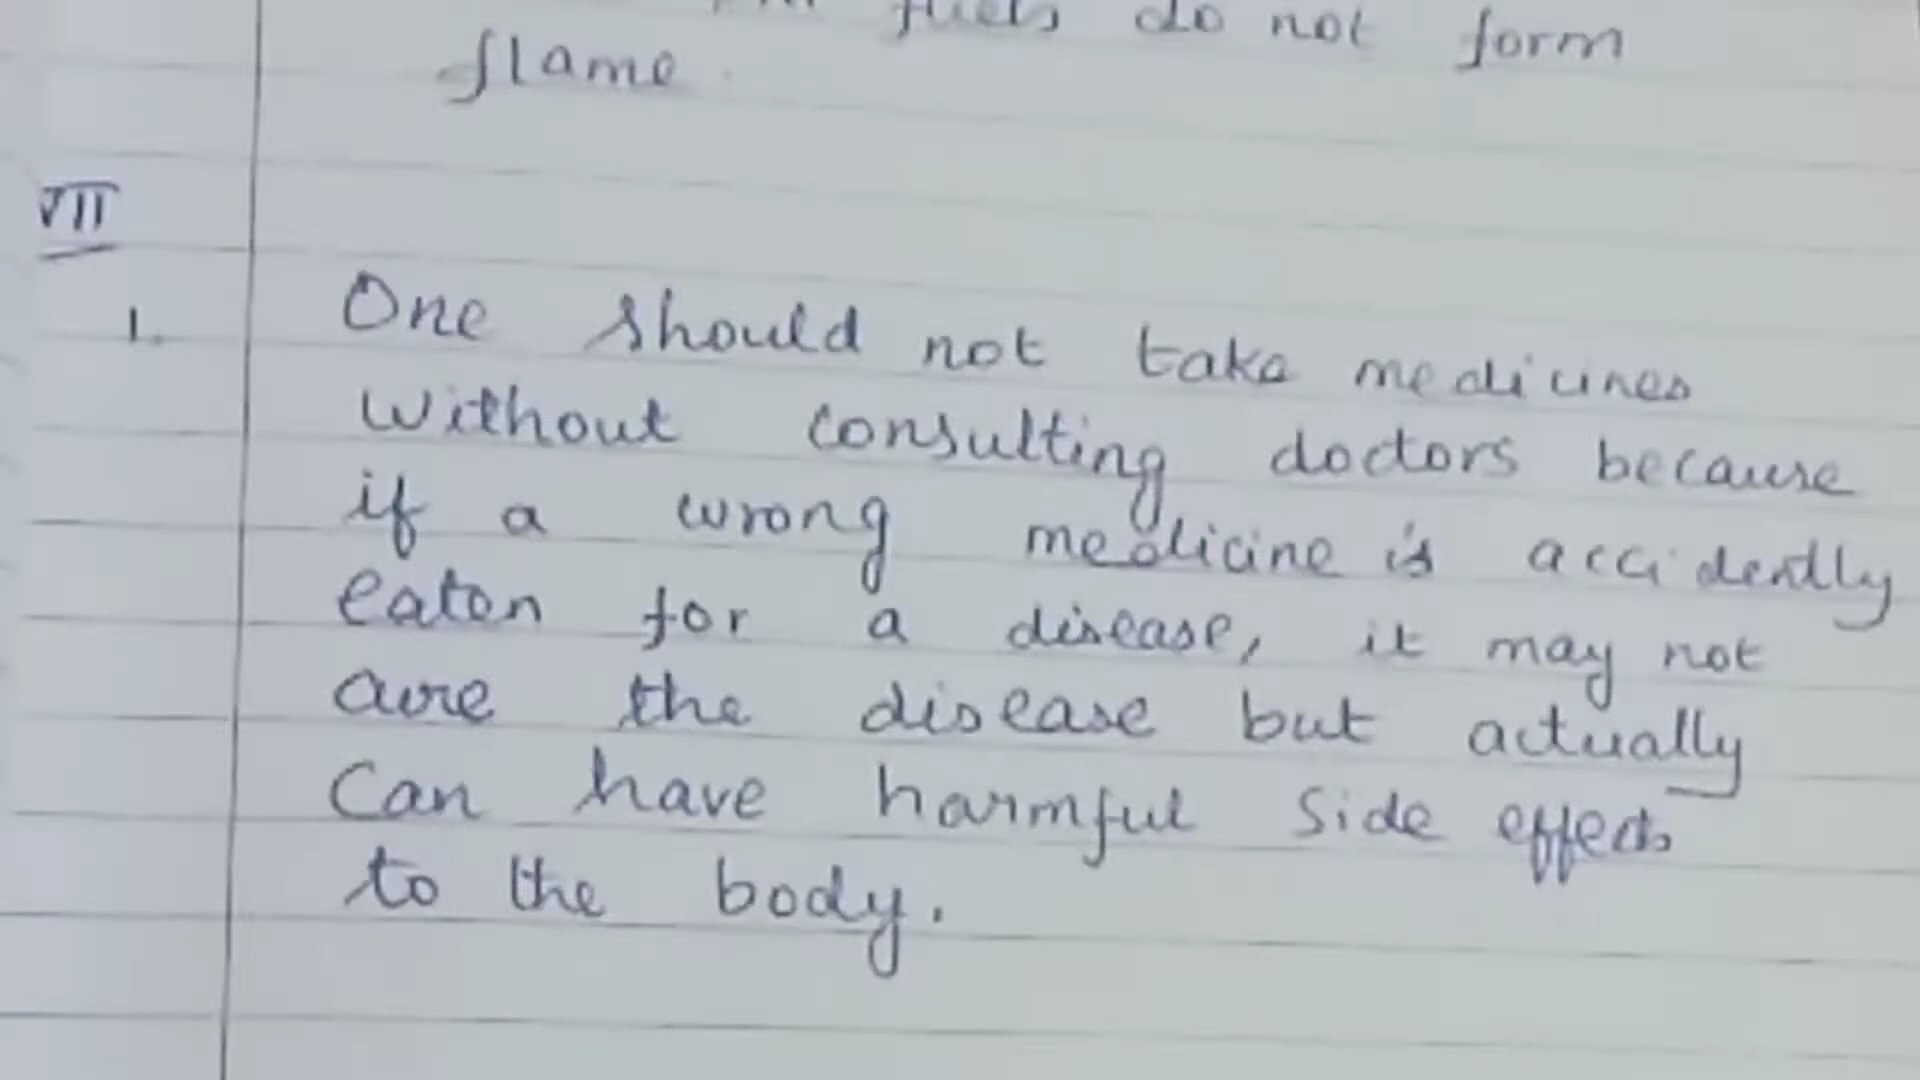 fuels do not form
flame.
VII
1. One should not take medicines
without consulting doctors because
if a wrong medicine is accidently
eaten for a disease, it may not
cure the disease but actually
can have harmful side effects
to the body.